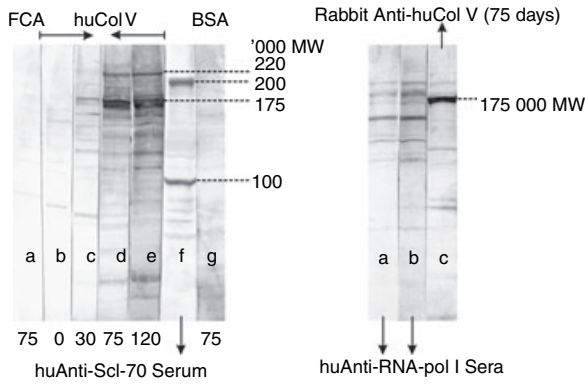 FCA huCol V BSA
'000 MW
220
200
175
100
a b c d e f g
75 0 30 75 120 75
huAnti-Scl-70 Serum
Rabbit Anti-huCol V (75 days)
175 000 MW
a b c
huAnti-RNA-pol I Sera